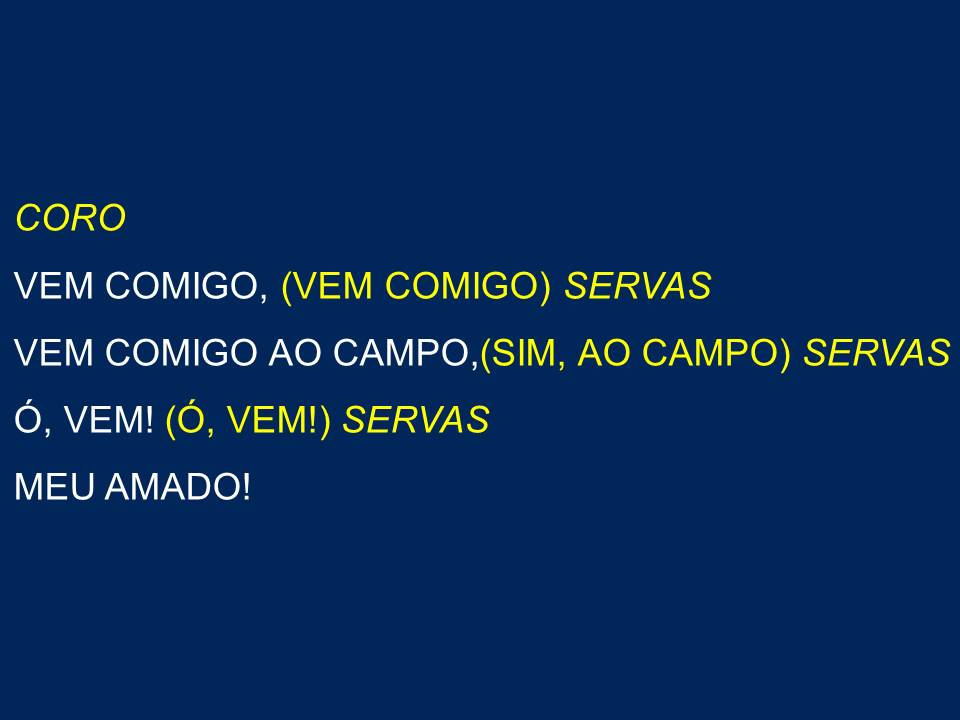 CORO
VEM COMIGO, (VEM COMIGO) SERVAS
VEM COMIGO AO CAMPO,(SIM, AO CAMPO) SERVAS
Ó, VEM! (Ó, VEM!) SERVAS
MEU AMADO!